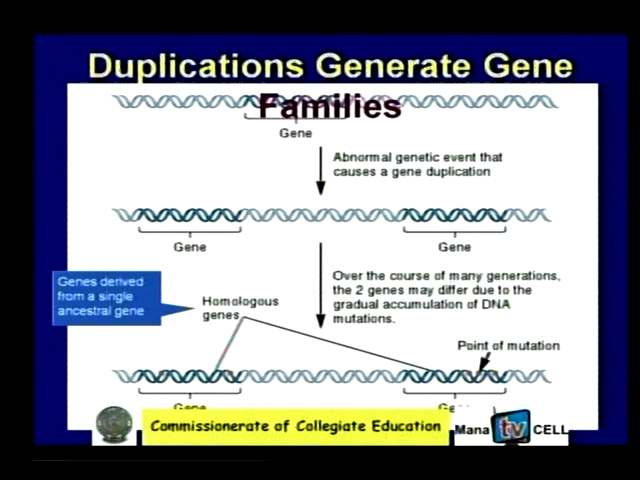 Duplications Generate Gene
Families
Gene
Abnormal genetic event that
causes a gene duplication
Gene
Gene
Genes derived
from a single
ancestral gene
Homologous
genes
Over the course of many generations,
the 2 genes may differ due to the
gradual accumulation of DNA
mutations.
Point of mutation
Gene
Ge
Commissionerate of Collegiate Education
Mana tv CELL